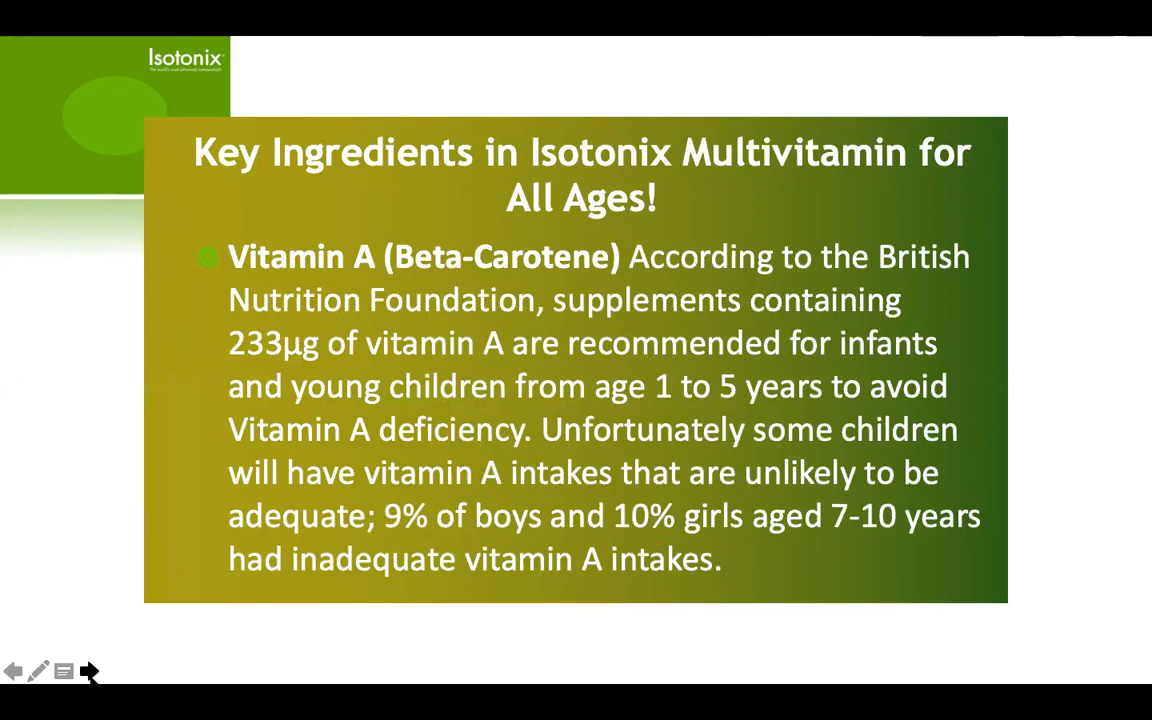 Isotonix
Key Ingredients in Isotonix Multivitamin for
All Ages!
Vitamin A (Beta-Carotene) According to the British
Nutrition Foundation, supplements containing
233µg of vitamin A are recommended for infants
and young children from age 1 to 5 years to avoid
Vitamin A deficiency. Unfortunately some children
will have vitamin A intakes that are unlikely to be
adequate; 9% of boys and 10% girls aged 7-10 years
had inadequate vitamin A intakes.